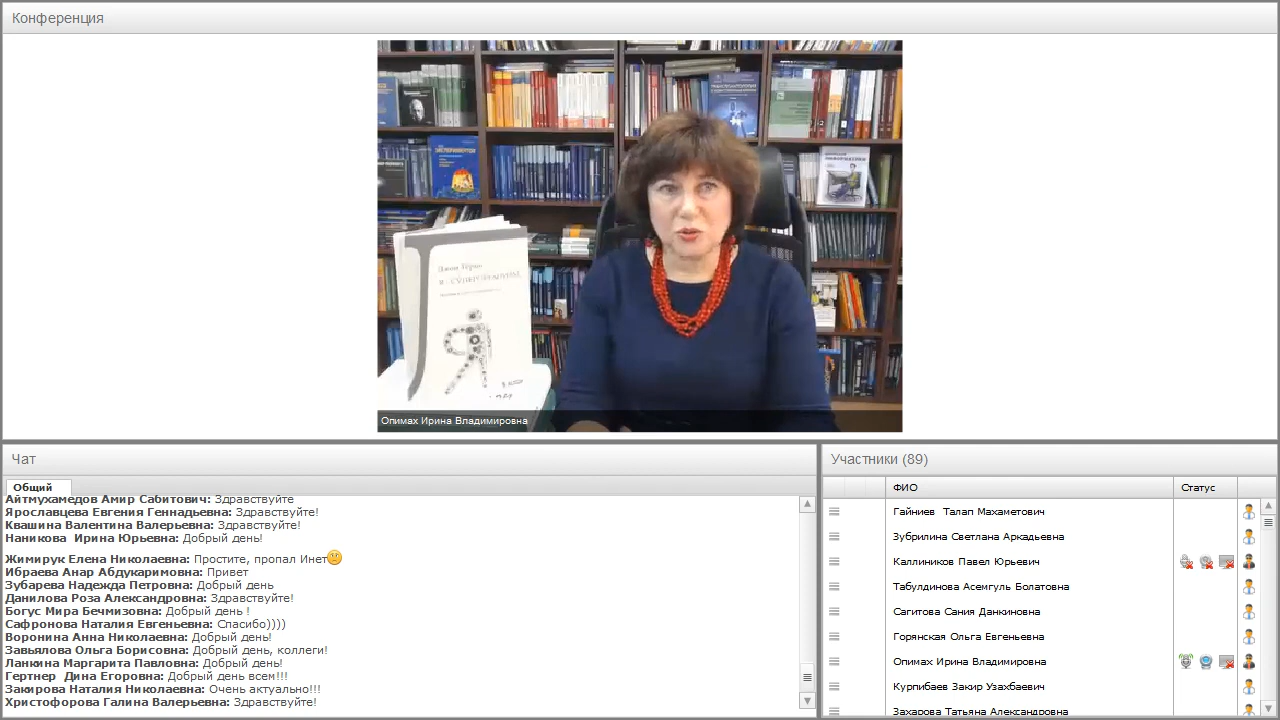 Конференция
ЭКСПЕРИМЕНТОВ
Джон Тёрни
Я - СУПЕРОРГАНИЗМ
Я
Опимах Ирина Владимировна
Чат
Общий
Айтмухамедов Амир Сабитович: Здравствуйте
Ярославцева Евгения Геннадьевна: Здравствуйте!
Квашина Валентина Валерьевна: Здравствуйте!
Наникова Ирина Юрьевна: Добрый день!
Жимирук Елена Николаевна: Простите, пропал Инет
Ибраева Анар Абдукаримовна: Привет
Зубарева Надежда Петровна: Добрый день
Данилова Роза Александровна: Здравствуйте!
Богус Мира Бечмизовна: Добрый день !
Сафронова Наталия Евгеньевна: Спасибо))))
Воронина Анна Николаевна: Добрый день!
Завьялова Ольга Борисовна: Добрый день, коллеги!
Ланкина Маргарита Павловна: Добрый день!
Гертнер Дина Егоровна: Добрый день всем!!!
Закирова Наталия Николаевна: Очень актуально!!!
Христофорова Галина Валерьевна: Здравствуйте!
Участники (89)
ФИО Статус
Гайниев Талап Махаметович
Зубрилина Светлана Аркадьевна
Каллиников Павел Юрьевич
Табулдинова Асемгуль Болатовна
Сагитова Сания Данкиновна
Горянская Ольга Евгеньевна
Опимах Ирина Владимировна
Курпибаев Закир Узакбаевич
Захарова Татьяна Александровна